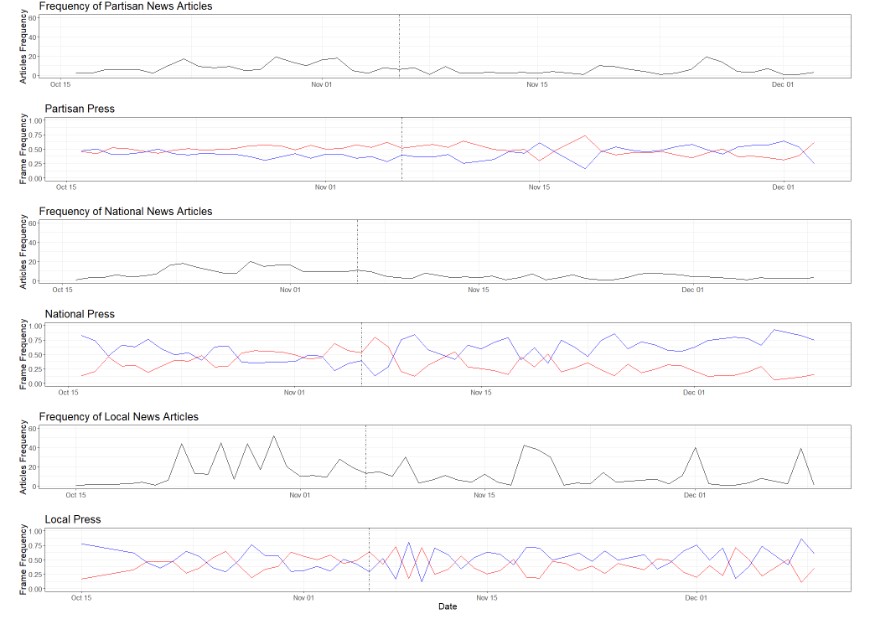 Frequency of Partisan News Articles
Articles Frequency
60
40
20
0
Oct 15 Nov 01 Nov 15 Dec 01
Partisan Press
Frame Frequency
1.00
0.75
0.50
0.25
0.00
Oct 15 Nov 01 Nov 15 Dec 01
Frequency of National News Articles
Articles Frequency
60
40
20
0
Oct 15 Nov 01 Nov 15 Dec 01
National Press
Frame Frequency
1.00
0.75
0.50
0.25
0.00
Oct 15 Nov 01 Nov 15 Dec 01
Frequency of Local News Articles
Articles Frequency
60
40
20
0
Oct 15 Nov 01 Nov 15 Dec 01
Local Press
Frame Frequency
1.00
0.75
0.50
0.25
0.00
Oct 15 Nov 01 Nov 15 Dec 01
Date